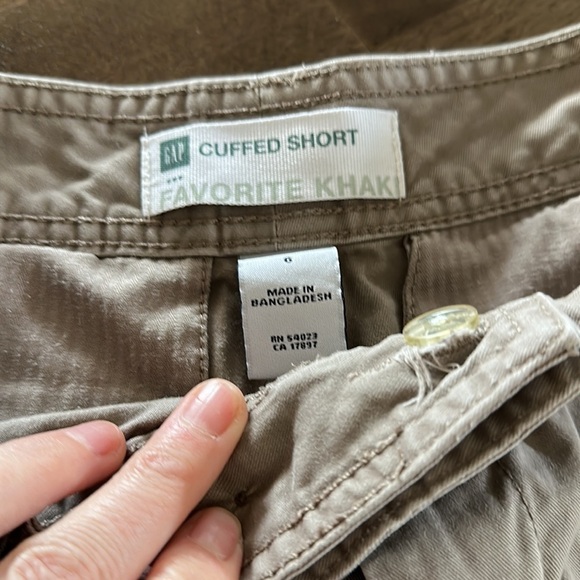 GAP CUFFED SHORT
FAVORITE KHAKI
6
MADE IN
BANGLADESH
RN 54023
CA 17897